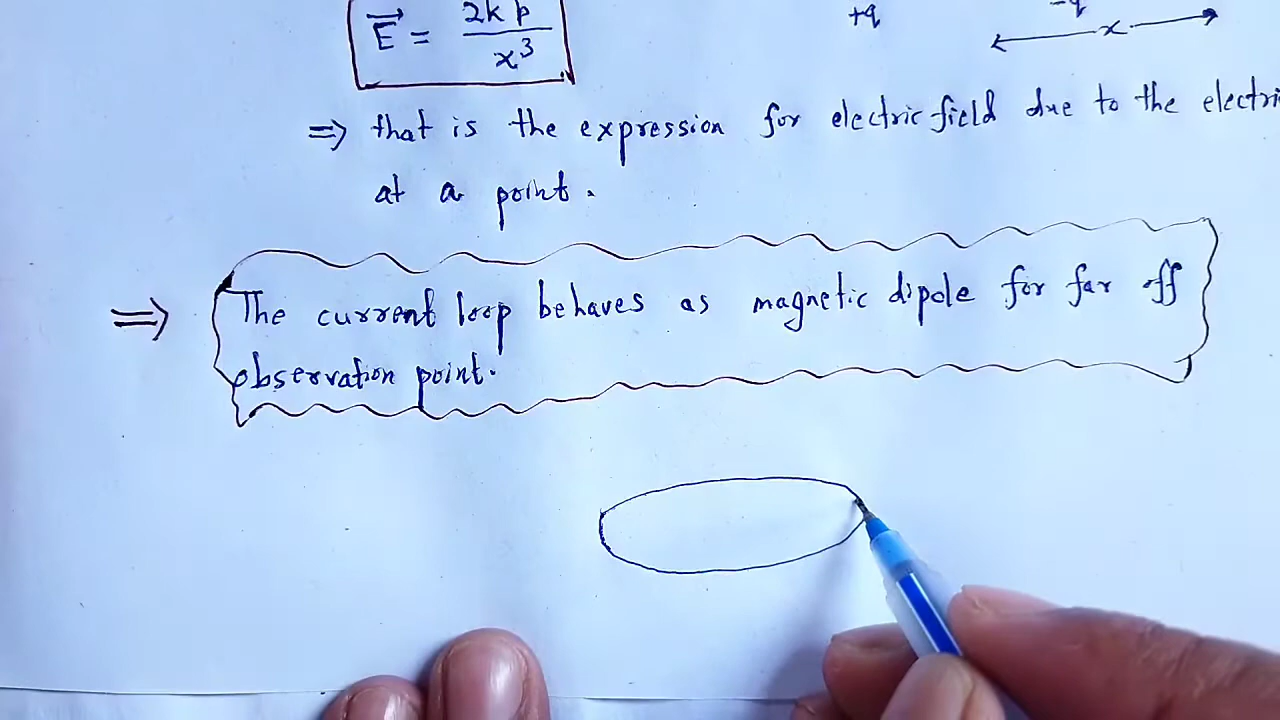 E⃗ = 2kp / x³
+q
-q
x
⇒ that is the expression for electric field due to the electri
at a point.
⇒ The current loop behaves as magnetic dipole for far off
observation point.